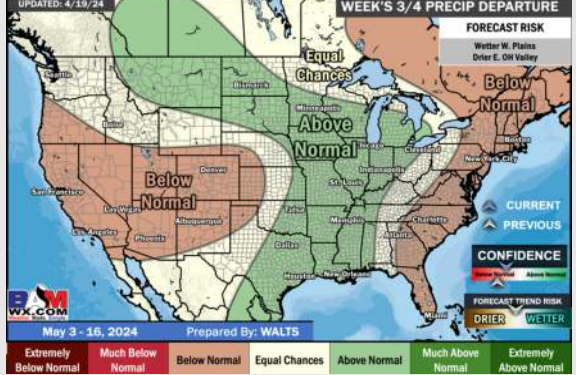 UPDATED: 4/19/24
WEEK'S 3/4 PRECIP DEPARTURE
FORECAST RISK
Wetter W. Plains
Drier E. OH Valley
Equal
Chances
Below
Normal
Above
Normal
Below
Normal
Seattle
Boise
Bismarck
Minneapolis
Chicago
Cleveland
Boston
New York City
Indianapolis
Denver
St. Louis
San Francisco
Las Vegas
Los Angeles
Phoenix
Albuquerque
Tulsa
Memphis
Charlotte
Atlanta
Dallas
Houston
New Orleans
Miami
CURRENT
PREVIOUS
CONFIDENCE
Below Normal
Above Normal
FORECAST TREND RISK
DRIER
WETTER
BAM
WX.COM
May 3 - 16, 2024
Prepared By: WALTS
Extremely
Below Normal
Much Below
Normal
Below Normal
Equal Chances
Above Normal
Much Above
Normal
Extremely
Above Normal